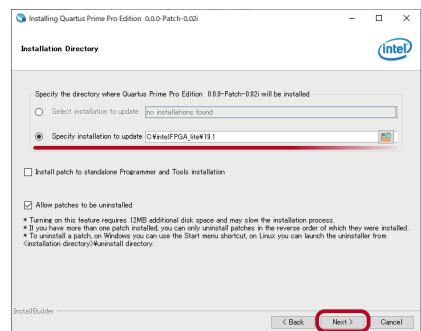 Installing Quartus Prime Pro Edition 0.0.0-Patch-0.02i
Installation Directory
intel
Specify the directory where Quartus Prime Pro Edition 0.0.0-Patch-0.02i will be installed
Select installation to update no installations found
Specify installation to update C:¥intelFPGA_lite¥19.1
Install patch to standalone Programmer and Tools installation
Allow patches to be uninstalled
* Turning on this feature requires 12MB additional disk space and may slow the installation process.
* If you have more than one patch installed, you can only uninstall patches in the reverse order of which they were installed.
* To uninstall a patch, on Windows you can use the Start menu shortcut, on Linux you can launch the uninstaller from
<installation directory>¥uninstall directory.
InstallBuilder
< Back Next > Cancel